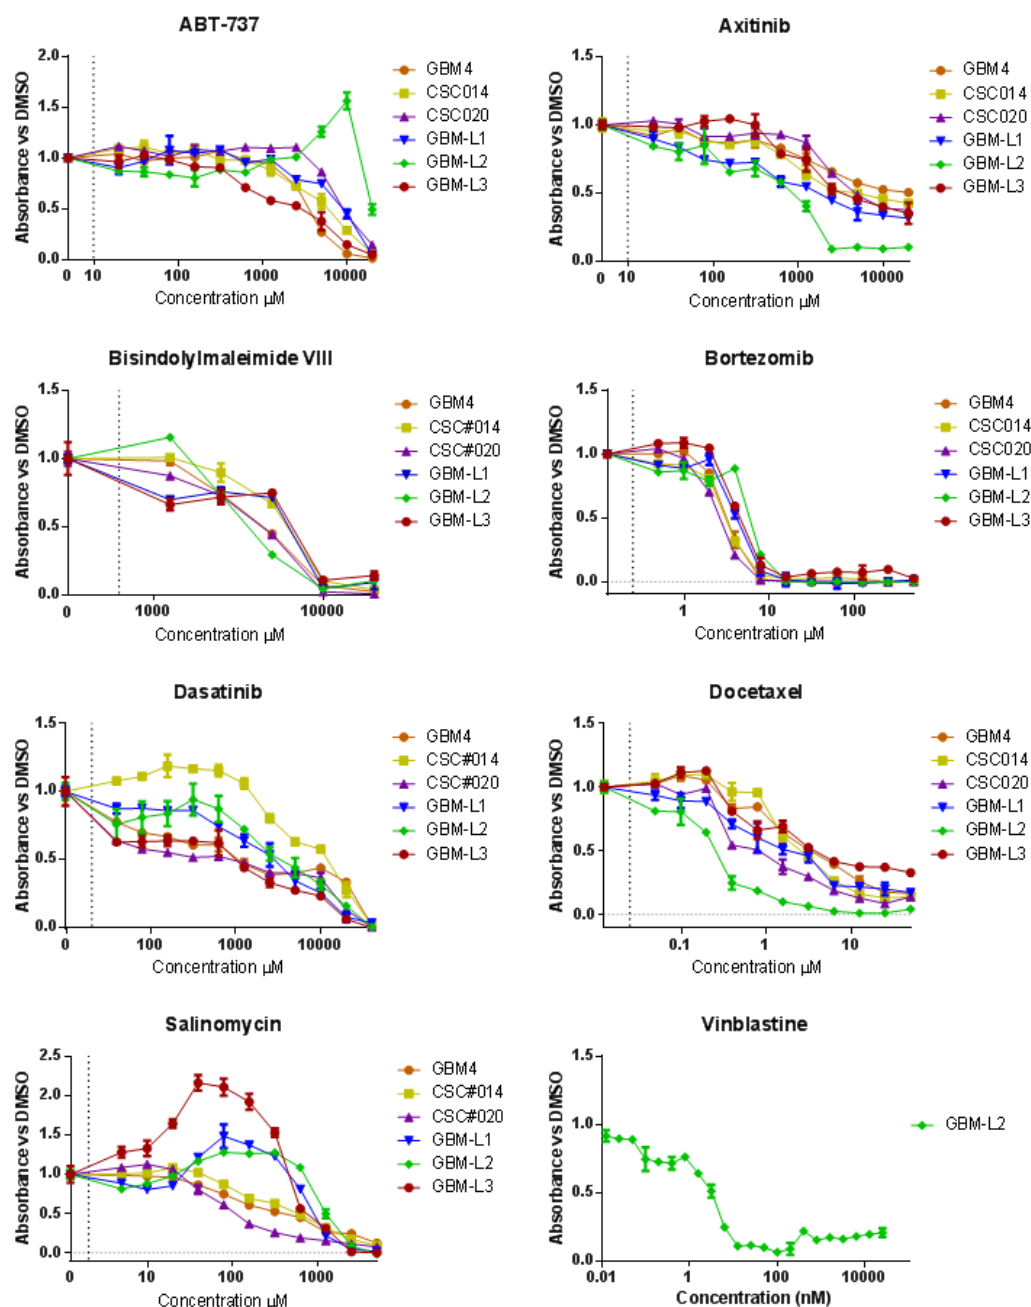 ABT-737
Absorbance vs DMSO
2.0
1.5
1.0
0.5
0.0
0 10 100 1000 10000
Concentration µM
GBM4
CSC014
CSC020
GBM-L1
GBM-L2
GBM-L3
Axitinib
Absorbance vs DMSO
1.5
1.0
0.5
0.0
0 10 100 1000 10000
Concentration µM
GBM4
CSC014
CSC020
GBM-L1
GBM-L2
GBM-L3
Bisindolylmaleimide VIII
Absorbance vs DMSO
1.5
1.0
0.5
0.0
0 1000 10000
Concentration µM
GBM4
CSC#014
CSC#020
GBM-L1
GBM-L2
GBM-L3
Bortezomib
Absorbance vs DMSO
1.5
1.0
0.5
0.0
1 10 100
Concentration µM
GBM4
CSC014
CSC020
GBM-L1
GBM-L2
GBM-L3
Dasatinib
Absorbance vs DMSO
1.5
1.0
0.5
0.0
0 100 1000 10000
Concentration µM
GBM4
CSC#014
CSC#020
GBM-L1
GBM-L2
GBM-L3
Docetaxel
Absorbance vs DMSO
1.5
1.0
0.5
0.0
0.1 1 10
Concentration µM
GBM4
CSC014
CSC020
GBM-L1
GBM-L2
GBM-L3
Salinomycin
Absorbance vs DMSO
2.5
2.0
1.5
1.0
0.5
0.0
0 10 100 1000
Concentration µM
GBM4
CSC#014
CSC#020
GBM-L1
GBM-L2
GBM-L3
Vinblastine
Absorbance vs DMSO
1.5
1.0
0.5
0.0
0.01 1 100 10000
Concentration (nM)
GBM-L2